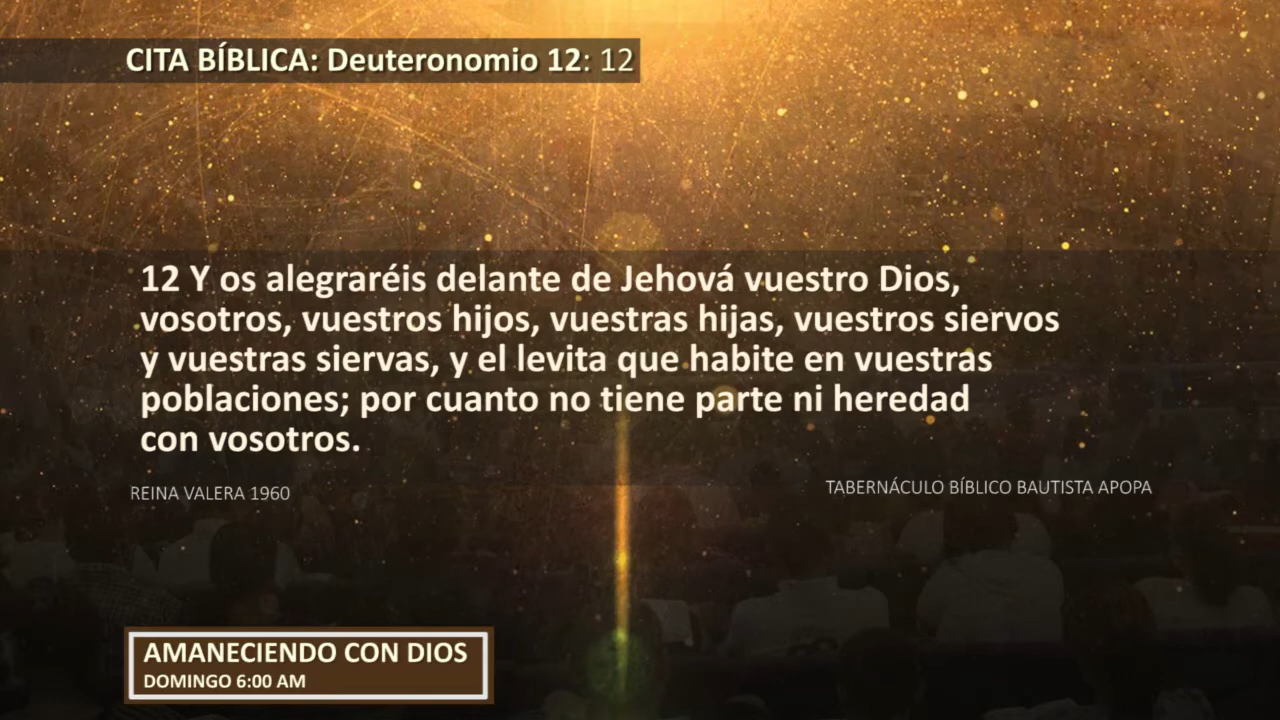 CITA BÍBLICA: Deuteronomio 12: 12
12 Y os alegraréis delante de Jehová vuestro Dios,
vosotros, vuestros hijos, vuestras hijas, vuestros siervos
y vuestras siervas, y el levita que habite en vuestras
poblaciones; por cuanto no tiene parte ni heredad
con vosotros.
REINA VALERA 1960
TABERNÁCULO BÍBLICO BAUTISTA APOPA
AMANECIENDO CON DIOS
DOMINGO 6:00 AM